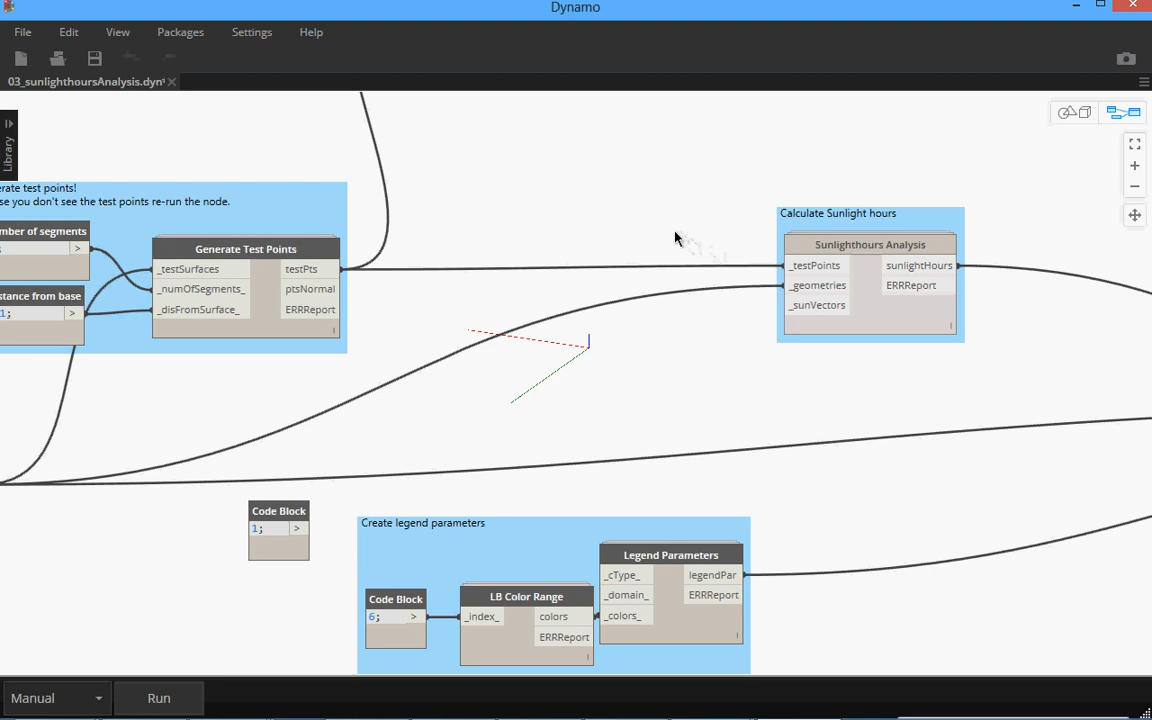 Dynamo
File Edit View Packages Settings Help
03_sunlighthoursAnalysis.dyn*
Library
erate test points!
se you don't see the test points re-run the node.
mber of segments
>
stance from base
1; >
Generate Test Points
_testSurfaces testPts
_numOfSegments_ ptsNormal
_disFromSurface_ ERRReport
l
Calculate Sunlight hours
Sunlighthours Analysis
_testPoints sunlightHours
_geometries ERRReport
_sunVectors
l
Code Block
1; >
Create legend parameters
Code Block
6; >
LB Color Range
_index_ colors
ERRReport
l
Legend Parameters
_cType_ legendPar
_domain_ ERRReport
_colors_
l
Manual Run